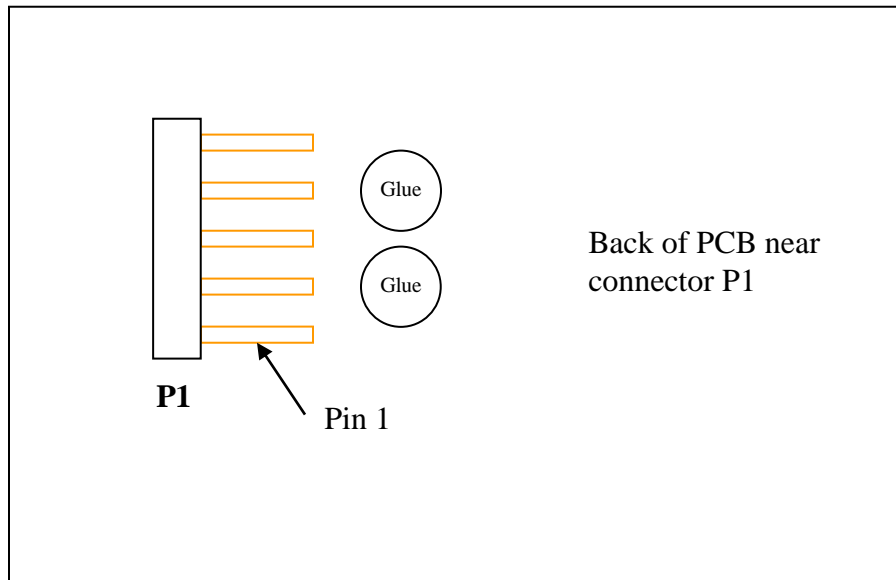 Glue
Glue
Back of PCB near
connector P1
P1
Pin 1